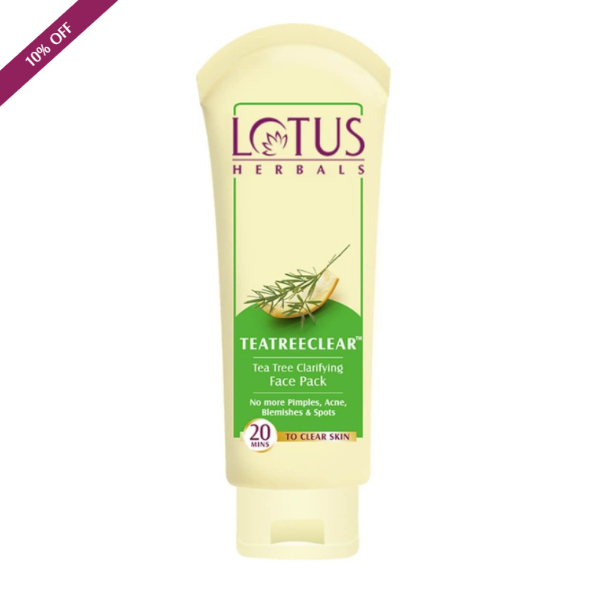 10% OFF
LOTUS
HERBALS
TEATREECLEAR™
Tea Tree Clarifying
Face Pack
No more Pimples, Acne,
Blemishes & Spots
20
MINS
TO CLEAR SKIN